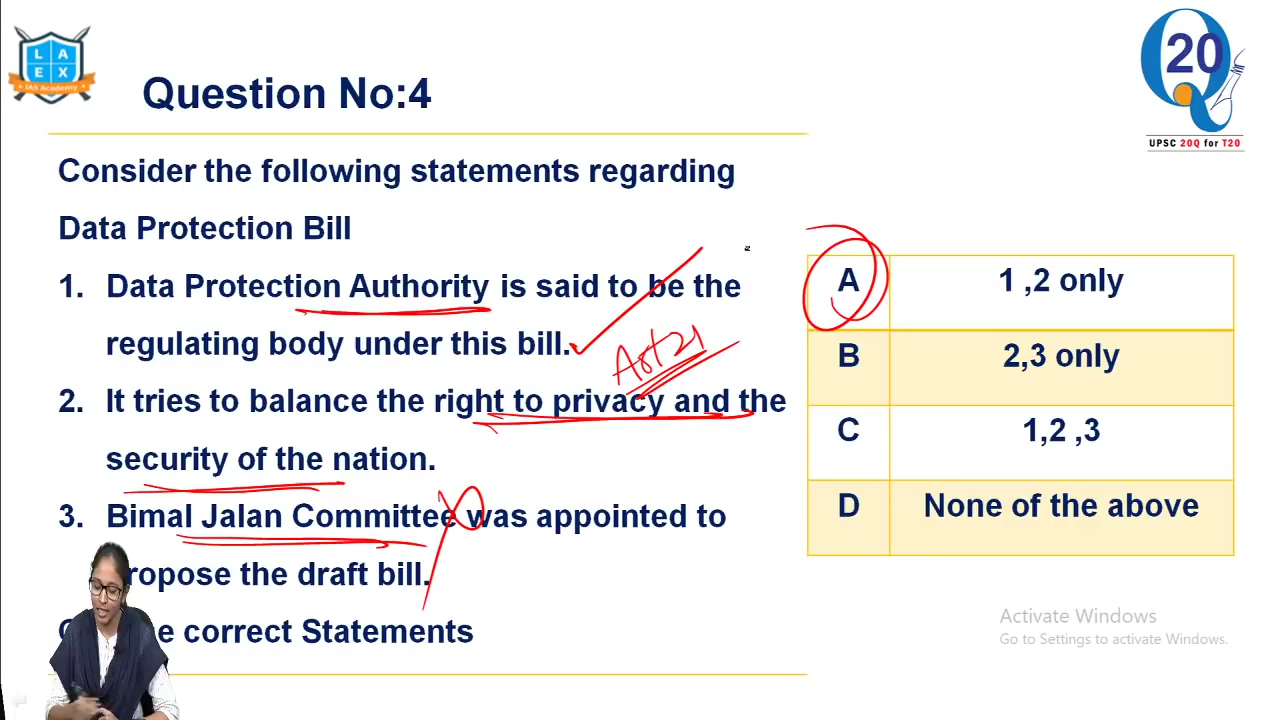 L A
E X
IAS Academy
Question No:4
20
UPSC 20Q for T20
Consider the following statements regarding
Data Protection Bill
1. Data Protection Authority is said to be the
regulating body under this bill.
Art 21
2. It tries to balance the right to privacy and the
security of the nation.
3. Bimal Jalan Committee was appointed to
propose the draft bill.
correct Statements
A 1 ,2 only
B 2,3 only
C 1,2 ,3
D None of the above
Activate Windows
Go to Settings to activate Windows.